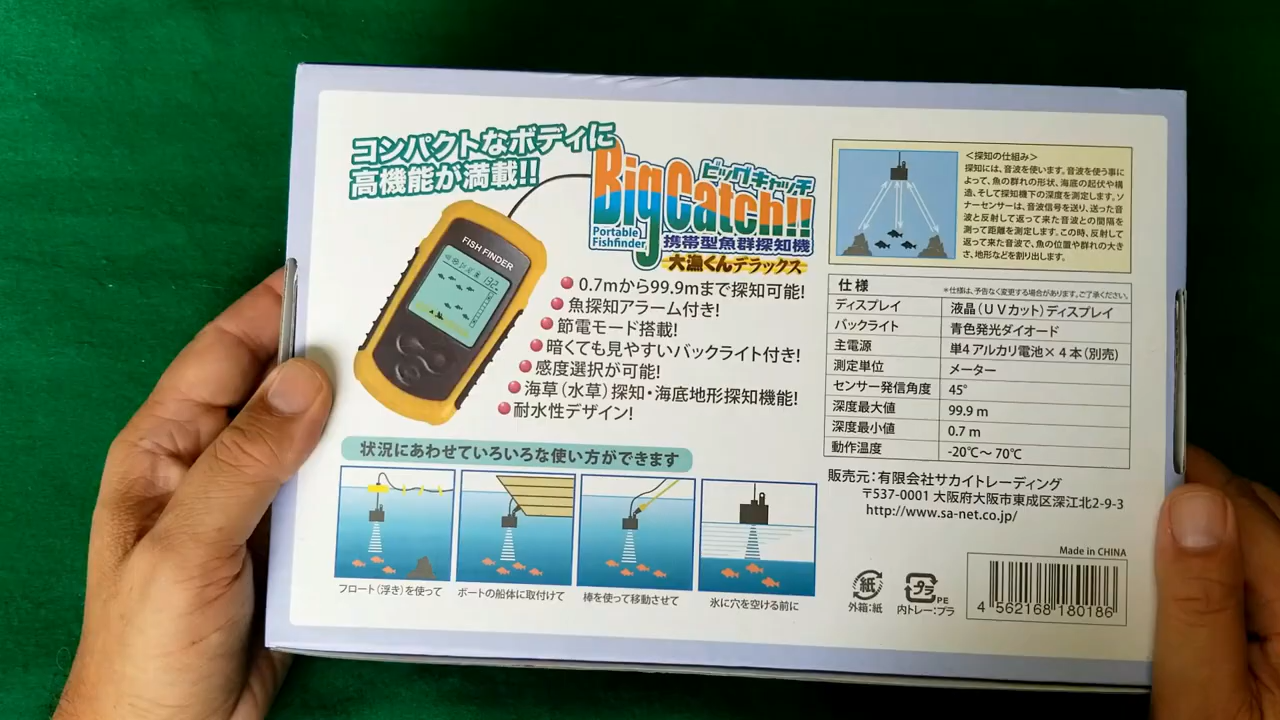 コンパクトなボディに
高機能が満載!!
ビッグキャッチ
Big Catch!!
Portable
Fishfinder
携帯型魚群探知機
大漁くんデラックス
FISH FINDER
0.7mから99.9mまで探知可能!
魚探知アラーム付き!
節電モード搭載!
暗くても見やすいバックライト付き!
感度選択が可能!
海草(水草)探知・海底地形探知機能!
耐水性デザイン!
状況にあわせていろいろな使い方ができます
フロート(浮き)を使って
ボートの船体に取付けて
棒を使って移動させて
氷に穴を空ける前に
<探知の仕組み>
探知には、音波を使います。音波を使う事に
よって、魚の群れの形状、海底の起伏や構
造、そして探知機下の深度を測定します。ソ
ナーセンサーは、音波信号を送り、送った音
波と反射して返って来た音波との間隔を
測って距離を測定します。この時、反射して
返って来た音波で、魚の位置や群れの大き
さ、地形などを割り出します。
仕様 *仕様は、予告なく変更する場合があります。ご了承ください。
ディスプレイ 液晶(UVカット)ディスプレイ
バックライト 青色発光ダイオード
主電源 単4アルカリ電池×4本(別売)
測定単位 メーター
センサー発信角度 45°
深度最大値 99.9 m
深度最小値 0.7 m
動作温度 -20℃～70℃
販売元:有限会社サカイトレーディング
〒537-0001 大阪府大阪市東成区深江北2-9-3
http://www.sa-net.co.jp/
Made in CHINA
紙
外箱:紙
プラ
PE
内トレー:プラ
4 562168 180186